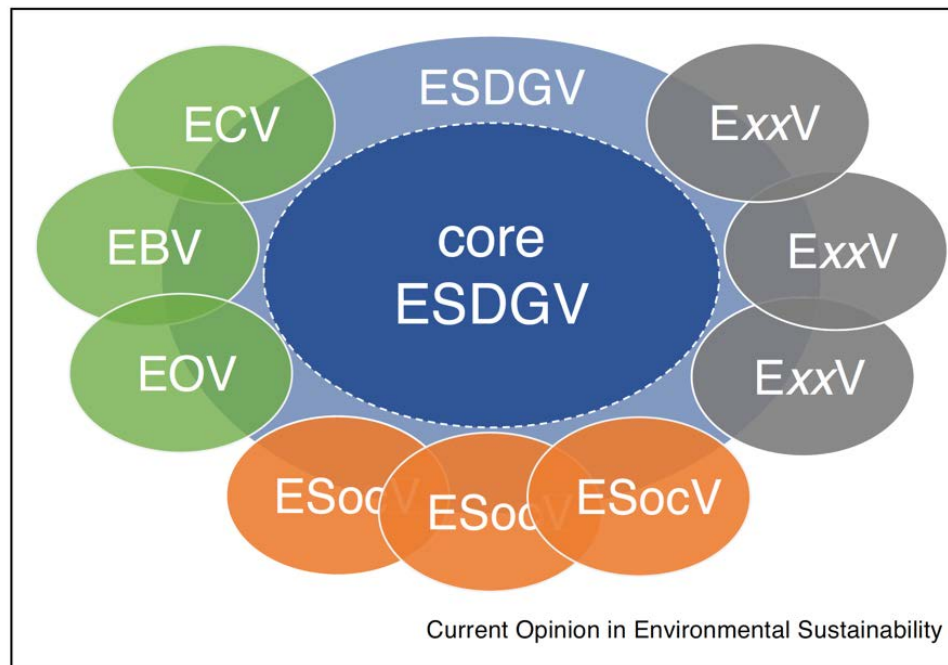 ESDGV
ECV
ExxV
core
ESDGV
EBV
ExxV
EOV
ExxV
ESocV
ESocV
ESocV
Current Opinion in Environmental Sustainability